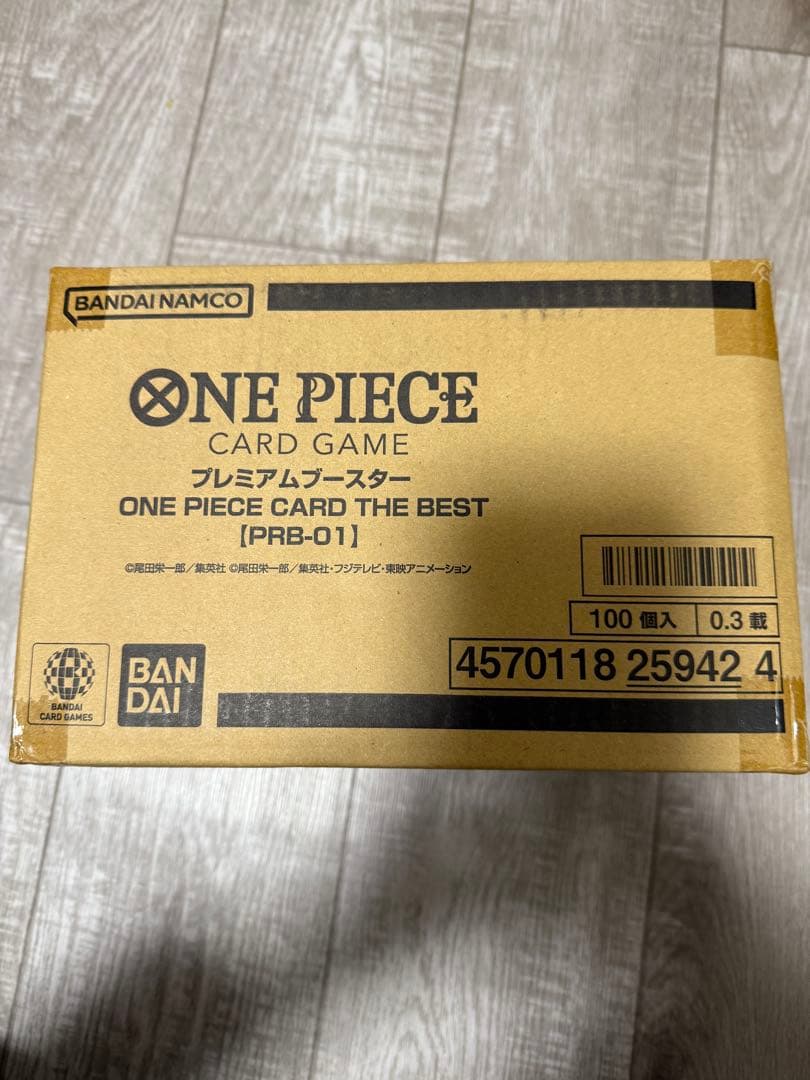 BANDAI NAMCO
ONE PIECE
CARD GAME
プレミアムブースター
ONE PIECE CARD THE BEST
【PRB-01】
©尾田栄一郎／集英社 ©尾田栄一郎／集英社・フジテレビ・東映アニメーション
100 個入
0.3 載
4570118 25942 4
BANDAI
CARD GAMES
BAN
DAI